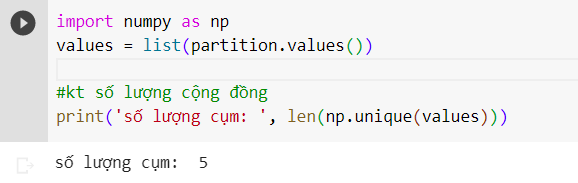 import numpy as np
values = list(partition.values())
#kt số lượng cộng đồng
print('số lượng cụm: ', len(np.unique(values)))
số lượng cụm:  5